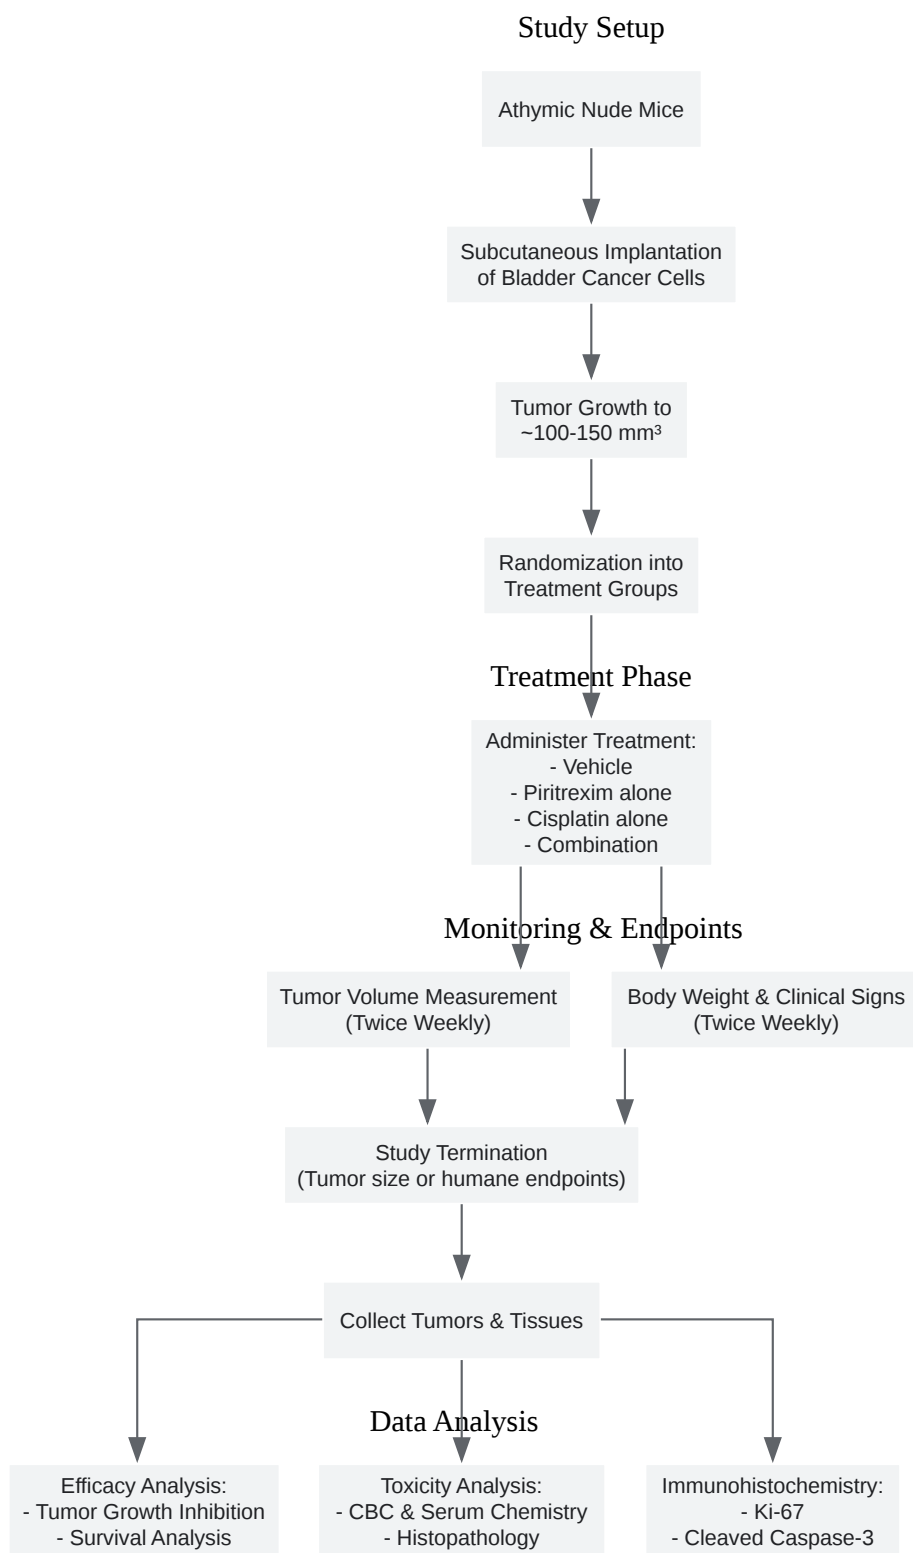 Study Setup
Athymic Nude Mice
Subcutaneous Implantation
of Bladder Cancer Cells
Tumor Growth to
~100-150 mm³
Randomization into
Treatment Groups
Treatment Phase
Administer Treatment:
- Vehicle
- Piritrexim alone
- Cisplatin alone
- Combination
Monitoring & Endpoints
Tumor Volume Measurement
(Twice Weekly)
Body Weight & Clinical Signs
(Twice Weekly)
Study Termination
(Tumor size or humane endpoints)
Collect Tumors & Tissues
Data Analysis
Efficacy Analysis:
- Tumor Growth Inhibition
- Survival Analysis
Toxicity Analysis:
- CBC & Serum Chemistry
- Histopathology
Immunohistochemistry:
- Ki-67
- Cleaved Caspase-3